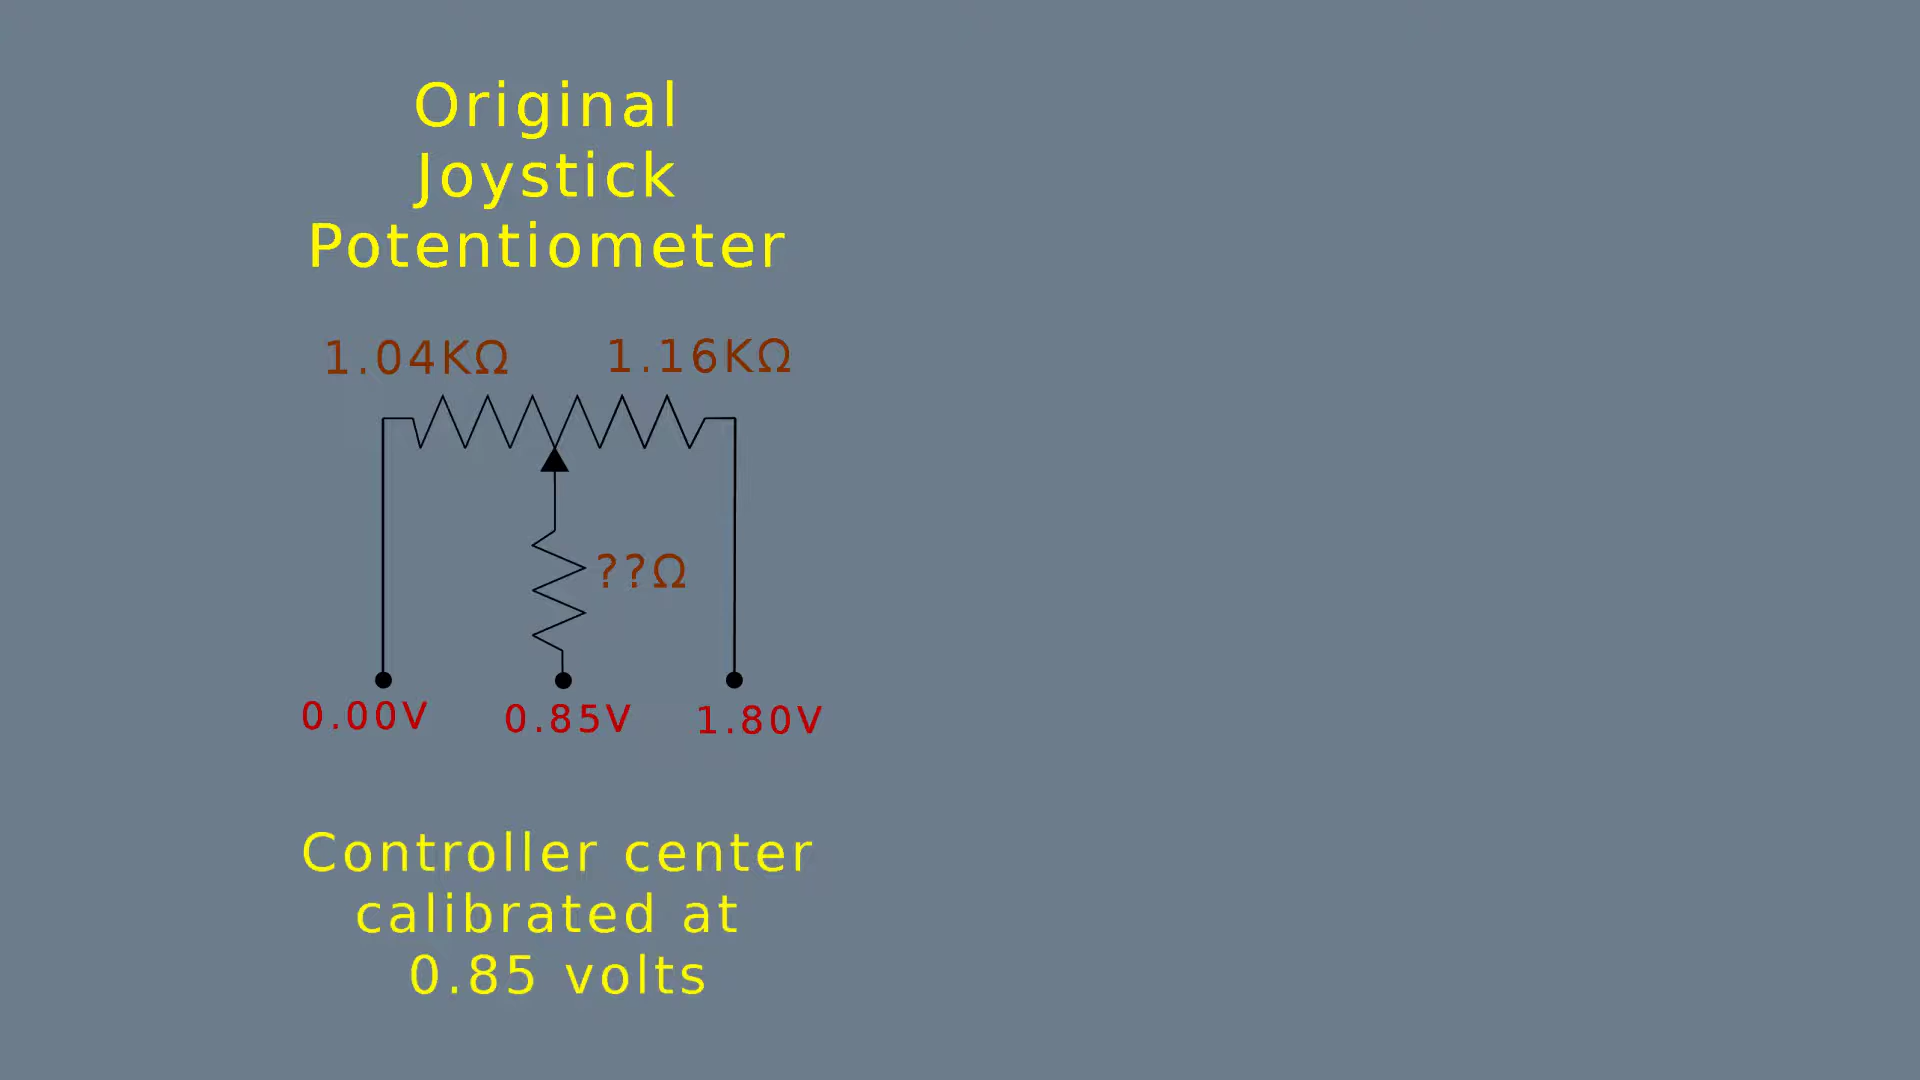 Original
Joystick
Potentiometer
1.04KΩ 1.16KΩ
??Ω
0.00V 0.85V 1.80V
Controller center
calibrated at
0.85 volts